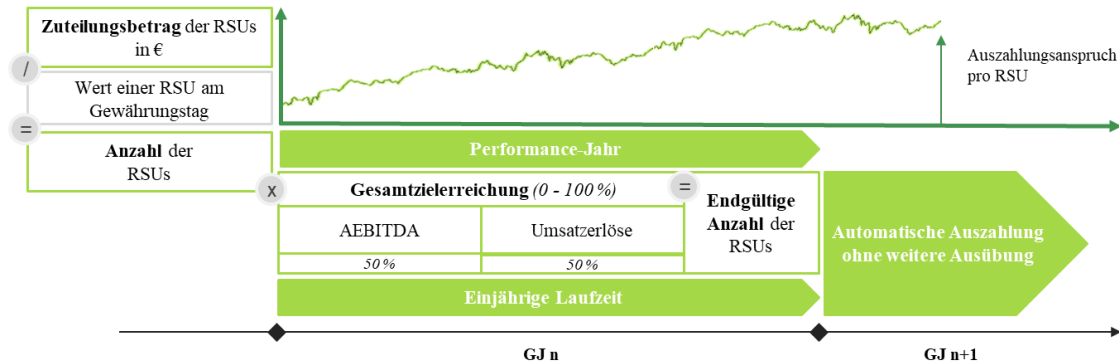 Zuteilungsbetrag der RSUs
in €
/
Wert einer RSU am
Gewährungstag
=
Anzahl der
RSUs
x
Auszahlungsanspruch
pro RSU
Performance-Jahr
Gesamtzielerreichung (0 - 100 %)
=
AEBITDA
Umsatzerlöse
50 %
50 %
Endgültige
Anzahl der
RSUs
Automatische Auszahlung
ohne weitere Ausübung
Einjährige Laufzeit
GJ n
GJ n+1